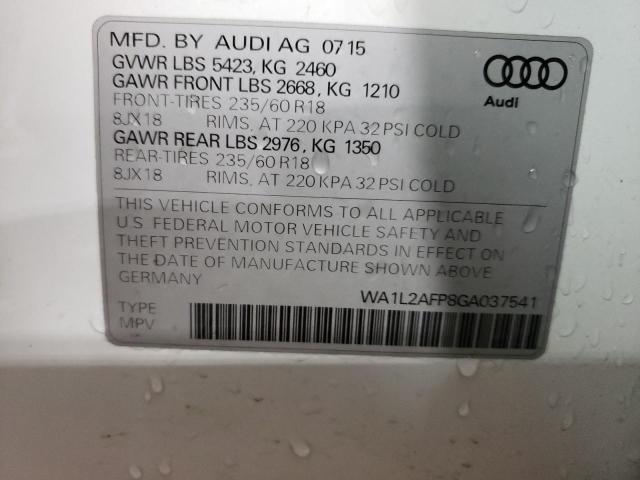 MFD. BY AUDI AG 0715
GVWR LBS 5423, KG 2460
GAWR FRONT LBS 2668, KG 1210
FRONT-TIRES 235/60 R18
8JX18 RIMS, AT 220 KPA 32 PSI COLD
GAWR REAR LBS 2976, KG 1350
REAR-TIRES 235/60 R18
8JX18 RIMS, AT 220 KPA 32 PSI COLD
Audi
THIS VEHICLE CONFORMS TO ALL APPLICABLE
U.S. FEDERAL MOTOR VEHICLE SAFETY AND
THEFT PREVENTION STANDARDS IN EFFECT ON
THE DATE OF MANUFACTURE SHOWN ABOVE
GERMANY
WA1L2AFP8GA037541
TYPE
MPV